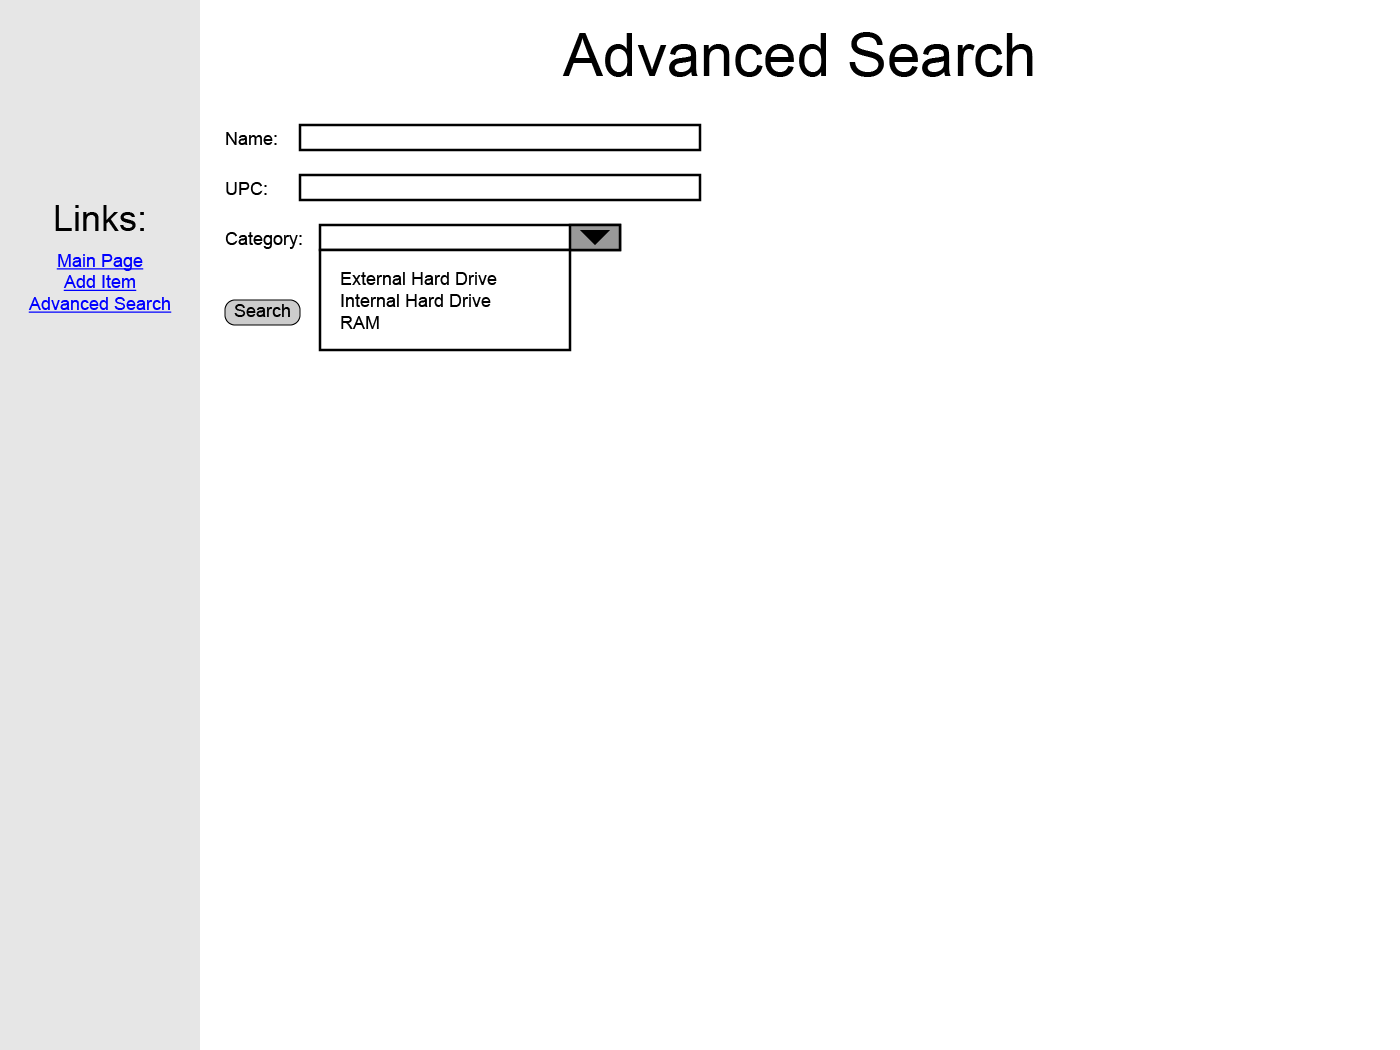 Advanced Search
Name:
UPC:
Category:
External Hard Drive
Internal Hard Drive
RAM
Search
Links:
Main Page
Add Item
Advanced Search